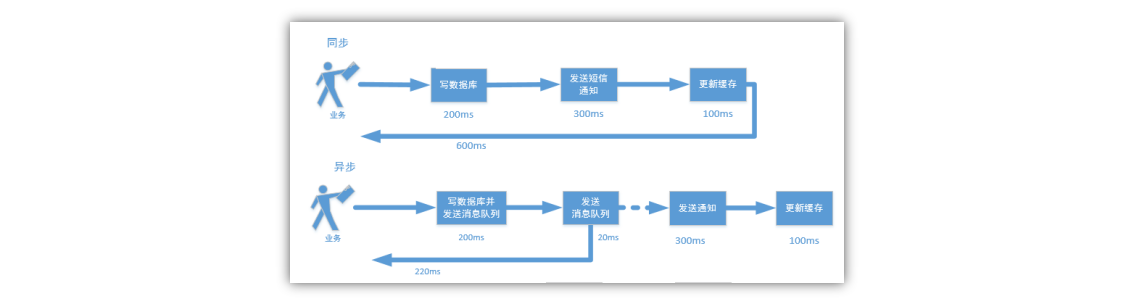 同步
业务
写数据库
发送短信
通知
更新缓存
200ms
300ms
100ms
600ms
异步
业务
写数据库并
发送消息队列
发送
消息队列
发送通知
更新缓存
200ms
20ms
300ms
100ms
220ms